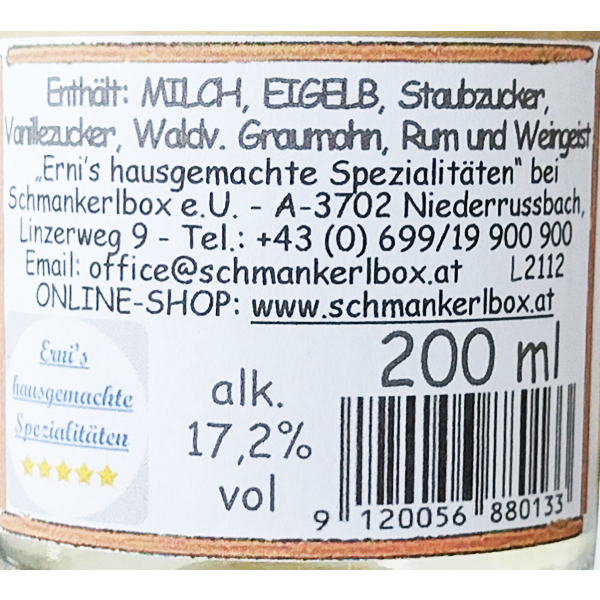 Enthält: MILCH, EIGELB, Staubzucker,
Vanillezucker, Waldv. Graumohn, Rum und Weingeist
„Erni's hausgemachte Spezialitäten" bei
Schmankerlbox e.U. - A-3702 Niederrussbach,
Linzerweg 9 - Tel.: +43 (0) 699/19 900 900
Email: office@schmankerlbox.at L2112
ONLINE-SHOP: www.schmankerlbox.at
Erni's
hausgemachte
Spezialitäten
alk.
17,2%
vol
200 ml
9 120056 880133